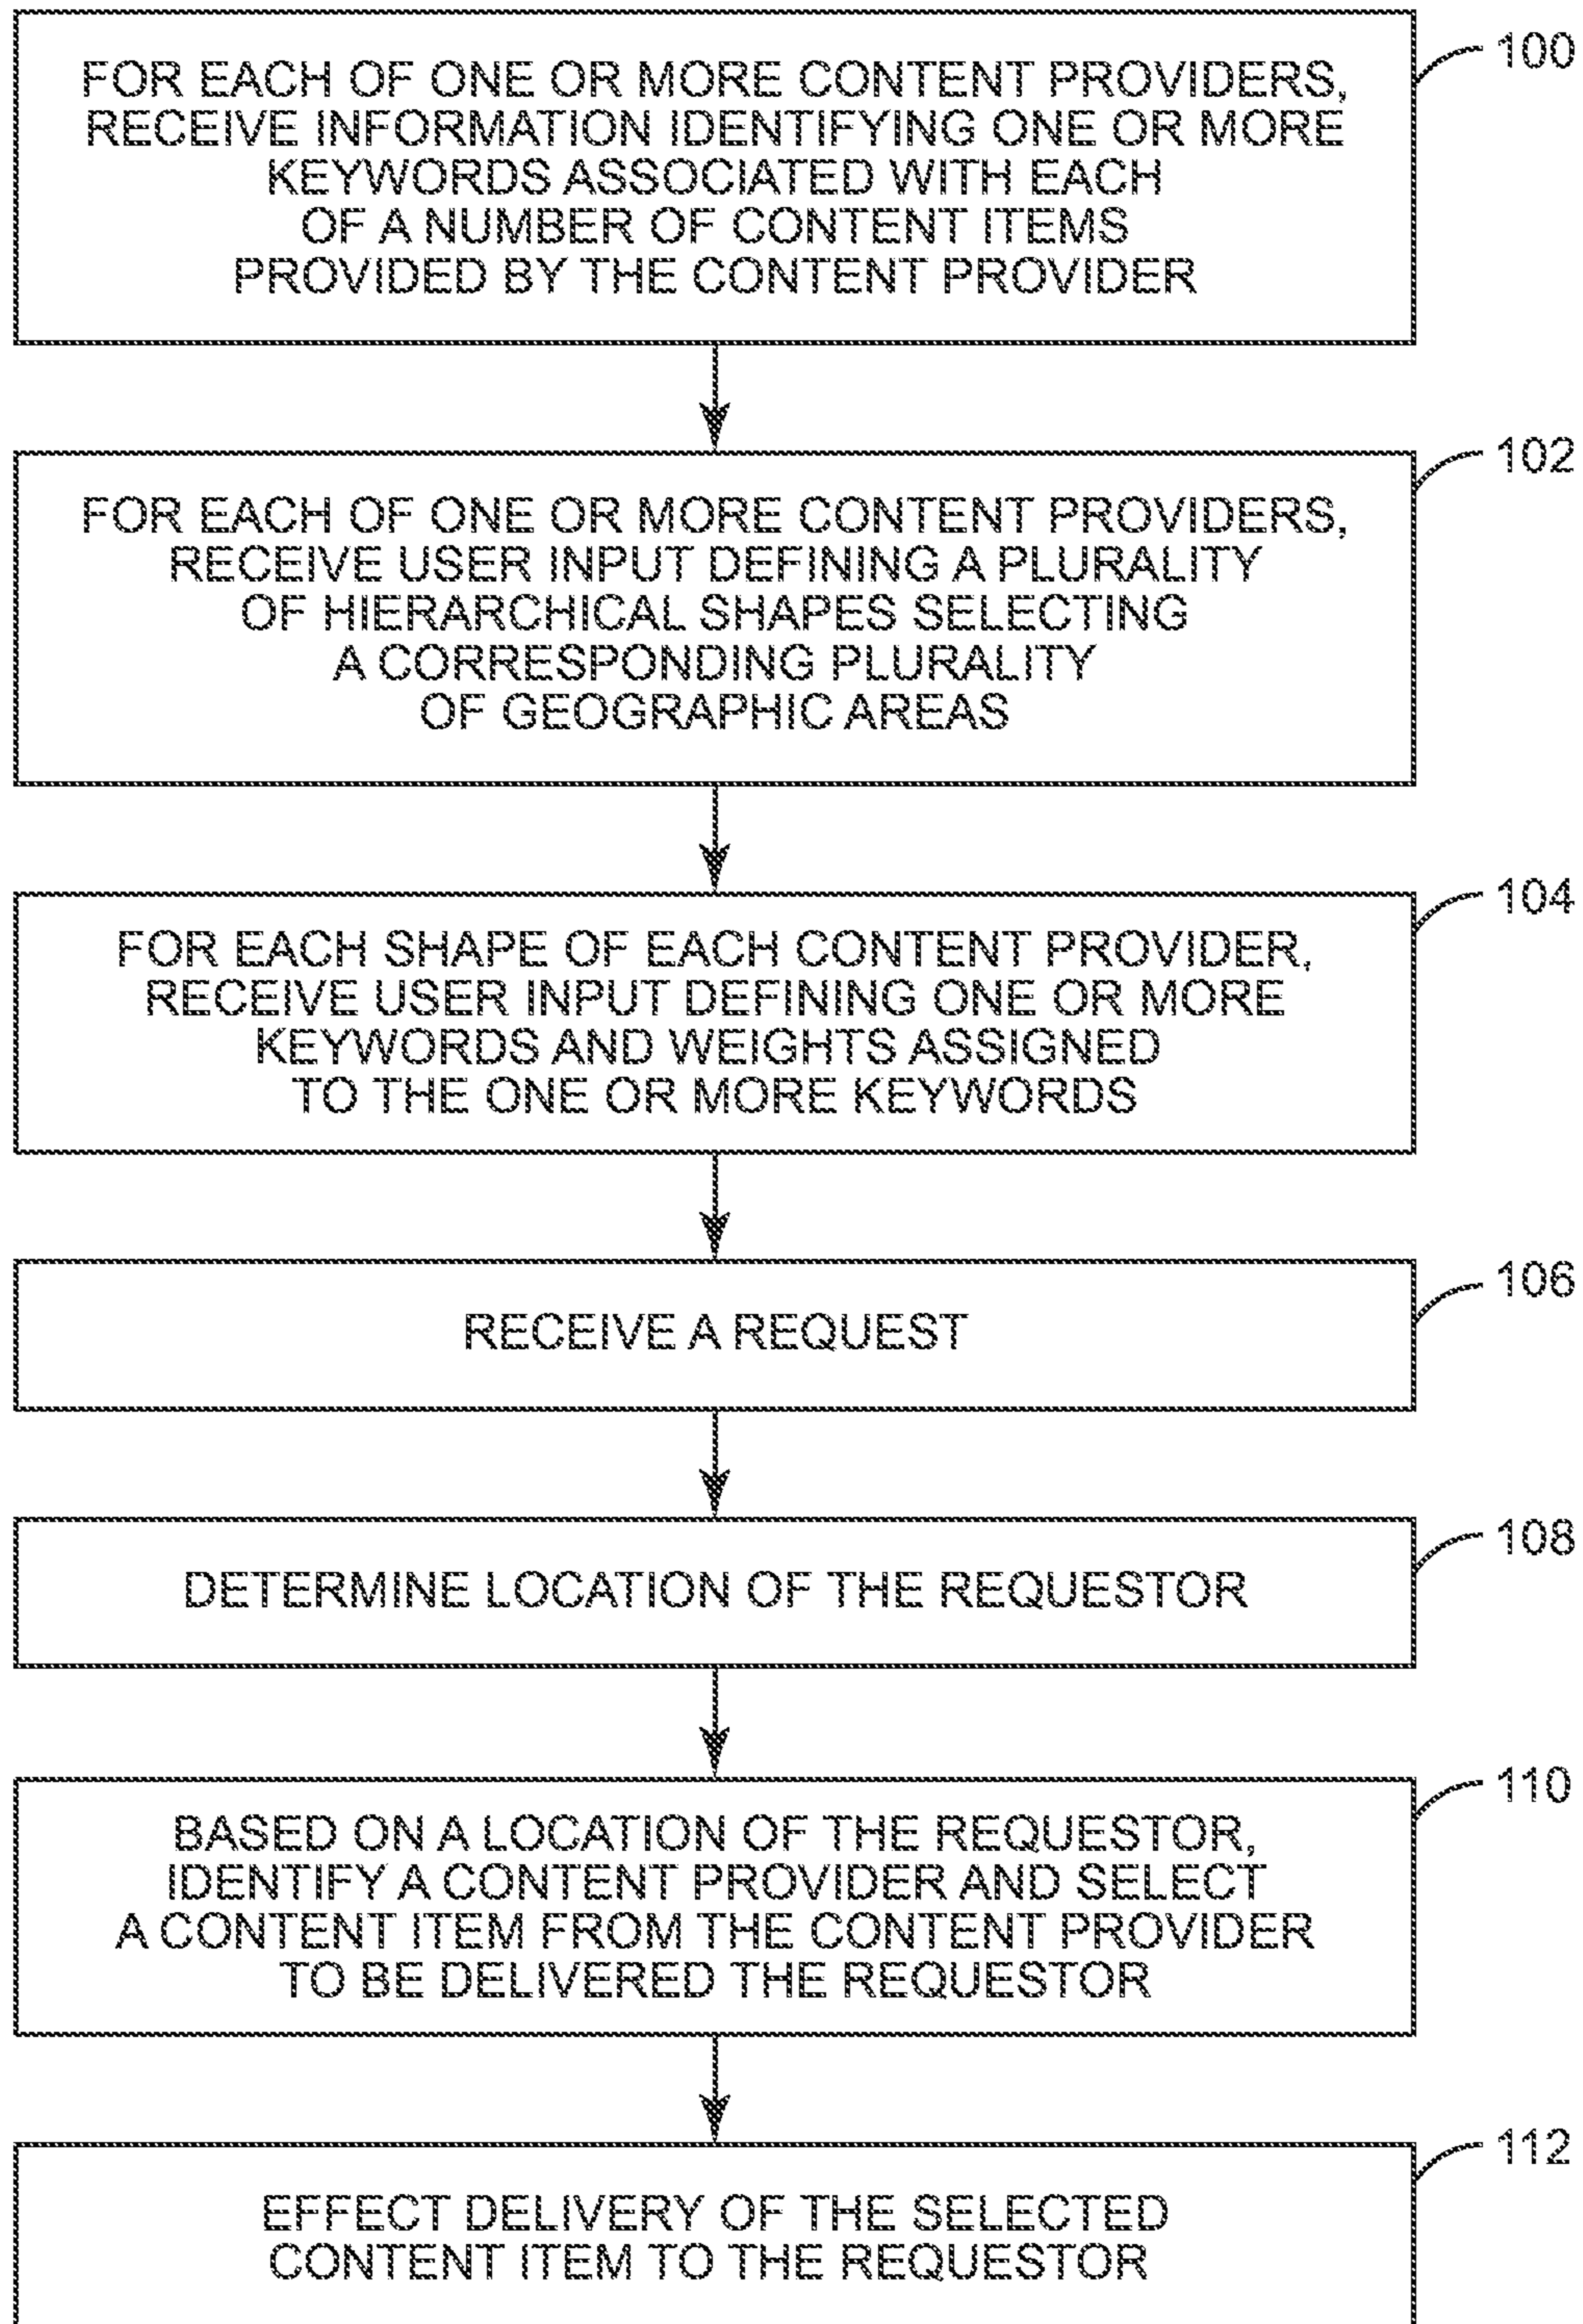 100
FOR EACH OF ONE OR MORE CONTENT PROVIDERS,
RECEIVE INFORMATION IDENTIFYING ONE OR MORE
KEYWORDS ASSOCIATED WITH EACH
OF A NUMBER OF CONTENT ITEMS
PROVIDED BY THE CONTENT PROVIDER
102
FOR EACH OF ONE OR MORE CONTENT PROVIDERS,
RECEIVE USER INPUT DEFINING A PLURALITY
OF HIERARCHICAL SHAPES SELECTING
A CORRESPONDING PLURALITY
OF GEOGRAPHIC AREAS
104
FOR EACH SHAPE OF EACH CONTENT PROVIDER,
RECEIVE USER INPUT DEFINING ONE OR MORE
KEYWORDS AND WEIGHTS ASSIGNED
TO THE ONE OR MORE KEYWORDS
106
RECEIVE A REQUEST
108
DETERMINE LOCATION OF THE REQUESTOR
110
BASED ON A LOCATION OF THE REQUESTOR,
IDENTIFY A CONTENT PROVIDER AND SELECT
A CONTENT ITEM FROM THE CONTENT PROVIDER
TO BE DELIVERED THE REQUESTOR
112
EFFECT DELIVERY OF THE SELECTED
CONTENT ITEM TO THE REQUESTOR